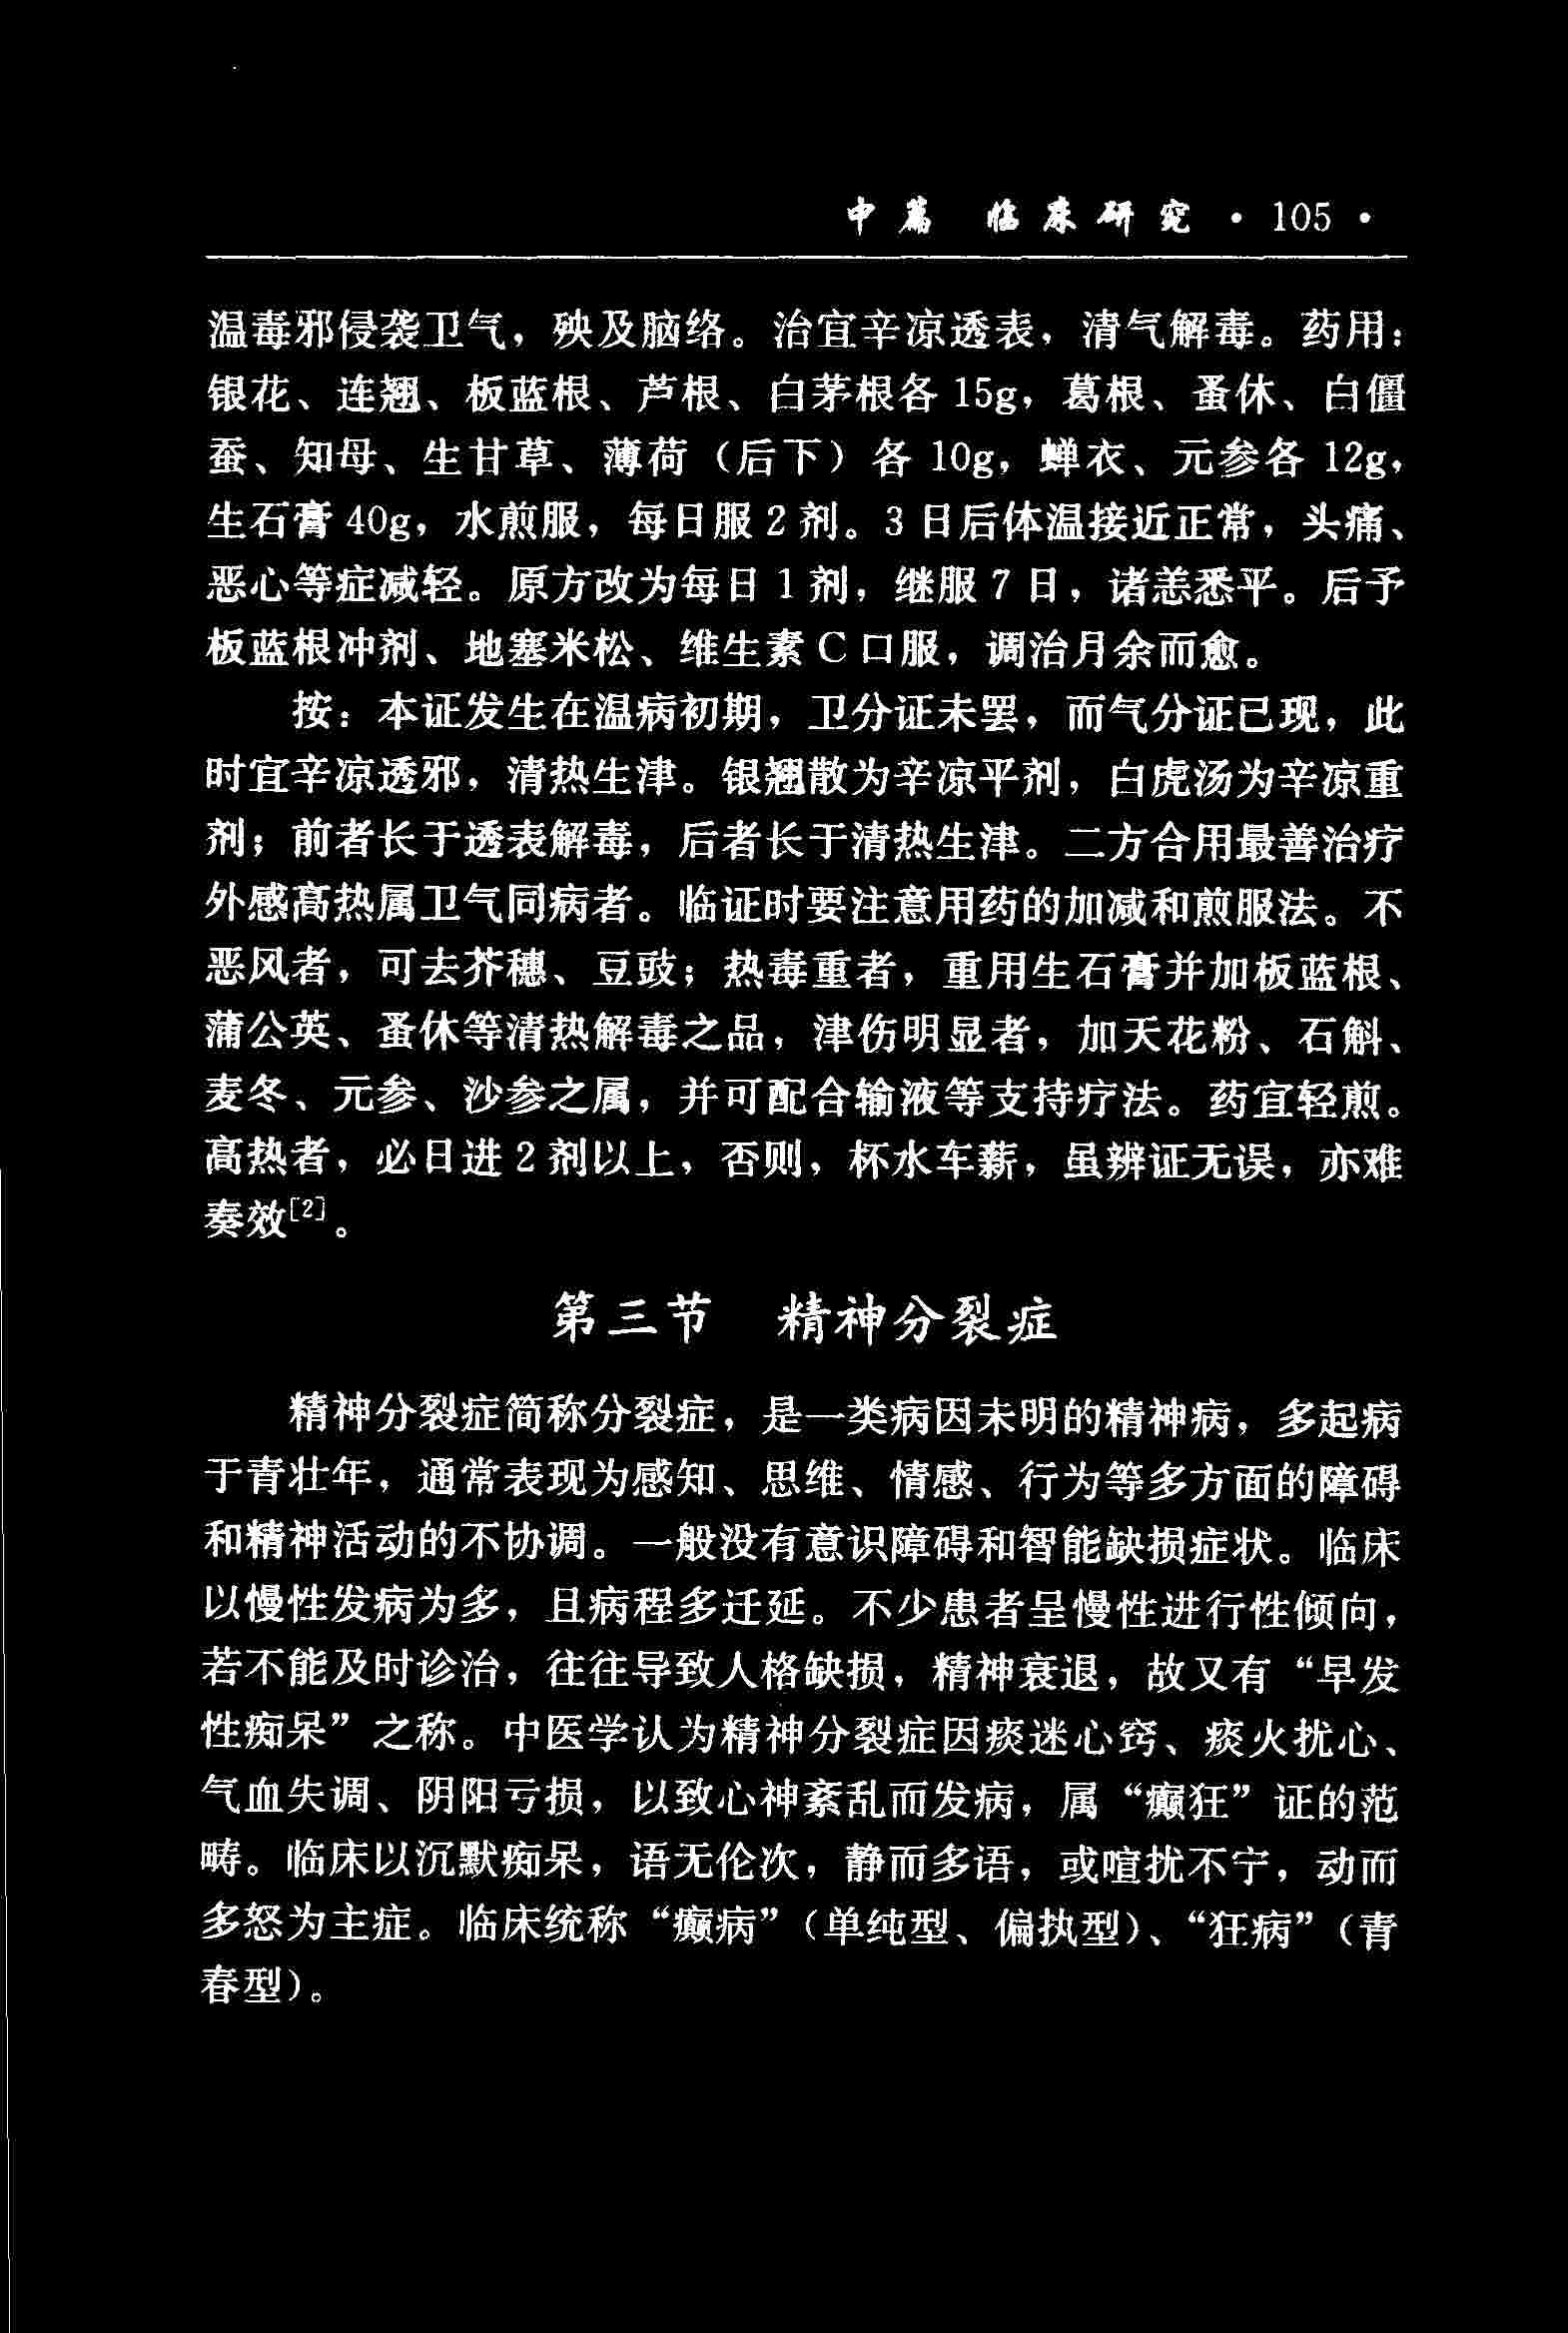 中篇 临床研究 · 105 ·
温毒邪侵袭卫气，殃及脑络。治宜辛凉透表，清气解毒。药用：
银花、连翘、板蓝根、芦根、白茅根各 15g，葛根、蚤休、白僵
蚕、知母、生甘草、薄荷（后下）各 10g，蝉衣、元参各 12g，
生石膏 40g，水煎服，每日服 2 剂。3 日后体温接近正常，头痛、
恶心等症减轻。原方改为每日 1 剂，继服 7 日，诸恙悉平。后予
板蓝根冲剂、地塞米松、维生素 C 口服，调治月余而愈。
按：本证发生在温病初期，卫分证未罢，而气分证已现，此
时宜辛凉透邪，清热生津。银翘散为辛凉平剂，白虎汤为辛凉重
剂；前者长于透表解毒，后者长于清热生津。二方合用最善治疗
外感高热属卫气同病者。临证时要注意用药的加减和煎服法。不
恶风者，可去芥穗、豆豉；热毒重者，重用生石膏并加板蓝根、
蒲公英、蚤休等清热解毒之品，津伤明显者，加天花粉、石斛、
麦冬、元参、沙参之属，并可配合输液等支持疗法。药宜轻煎。
高热者，必日进 2 剂以上，否则，杯水车薪，虽辨证无误，亦难
奏效[2]。
第三节 精神分裂症
精神分裂症简称分裂症，是一类病因未明的精神病，多起病
于青壮年，通常表现为感知、思维、情感、行为等多方面的障碍
和精神活动的不协调。一般没有意识障碍和智能缺损症状。临床
以慢性发病为多，且病程多迁延。不少患者呈慢性进行性倾向，
若不能及时诊治，往往导致人格缺损，精神衰退，故又有“早发
性痴呆”之称。中医学认为精神分裂症因痰迷心窍、痰火扰心、
气血失调、阴阳亏损，以致心神紊乱而发病，属“癫狂”证的范
畴。临床以沉默痴呆，语无伦次，静而多语，或喧扰不宁，动而
多怒为主症。临床统称“癫病”（单纯型、偏执型）、“狂病”（青
春型）。